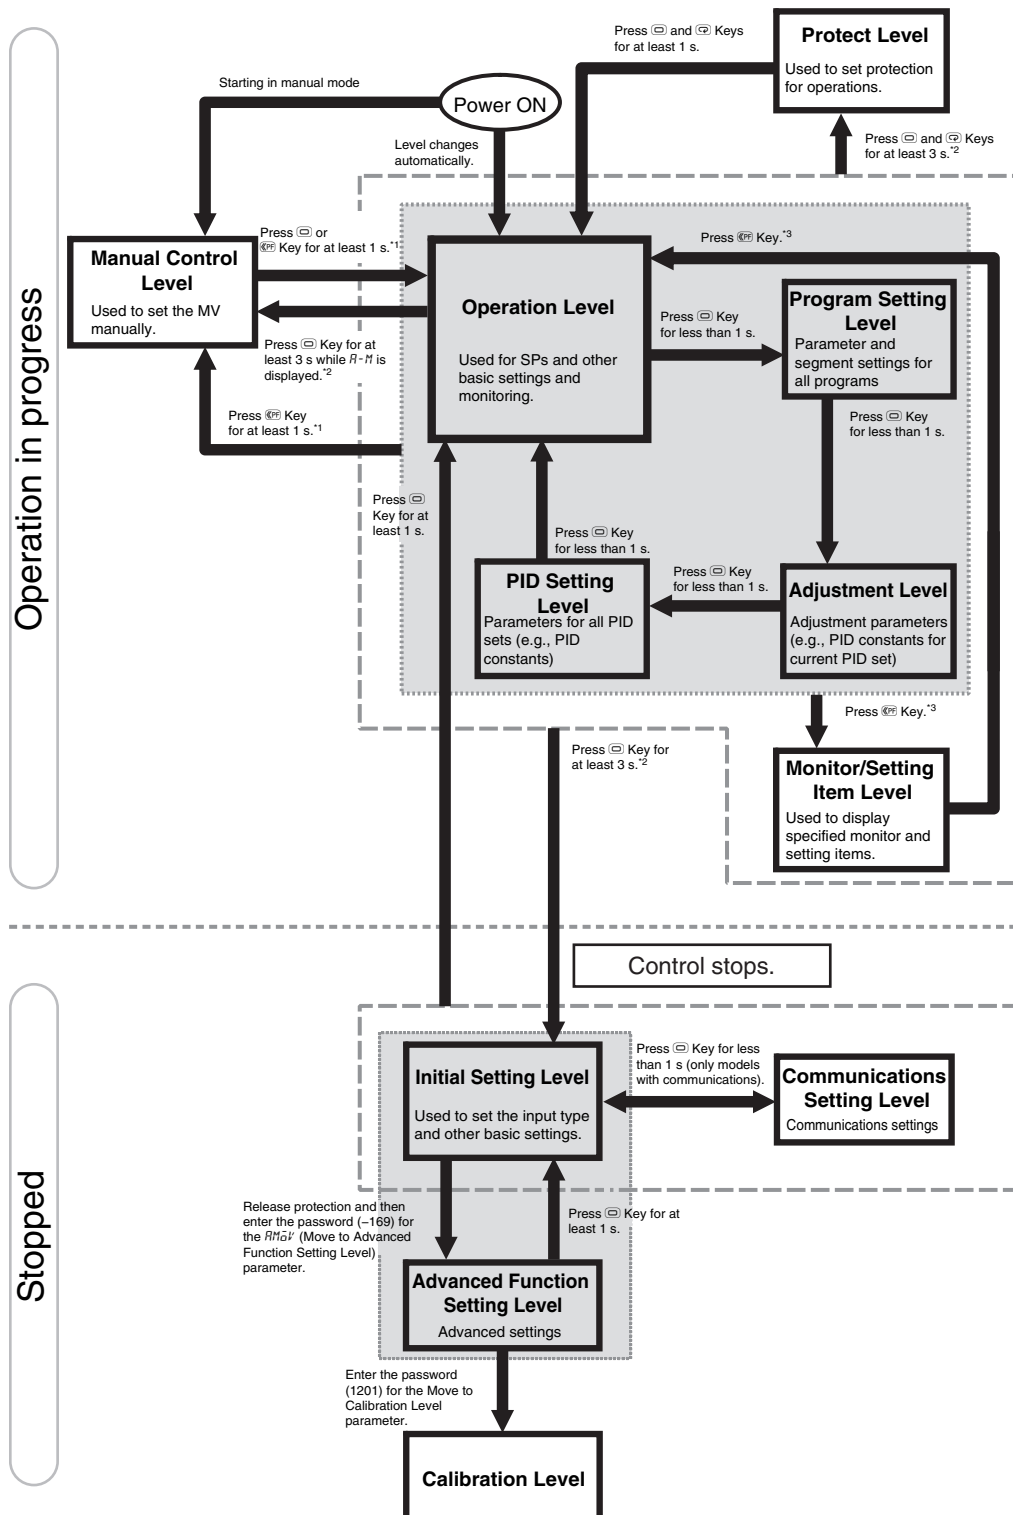 Operation in progress
Starting in manual mode
Power ON
Level changes
automatically.
Press and Keys
for at least 1 s.
Protect Level
Used to set protection
for operations.
Press and Keys
for at least 3 s.*2
Manual Control
Level
Used to set the MV
manually.
Press or
PF Key for at least 1 s.*1
Press Key for at
least 3 s while A-M is
displayed.*2
Press PF Key
for at least 1 s.*1
Operation Level
Used for SPs and other
basic settings and
monitoring.
Press PF Key.*3
Press Key
for less than 1 s.
Program Setting
Level
Parameter and
segment settings for
all programs
Press Key
for less than 1 s.
Press
Key for at
least 1 s.
Press Key
for less than 1 s.
PID Setting
Level
Parameters for all PID
sets (e.g., PID
constants)
Press Key
for less than 1 s.
Adjustment Level
Adjustment parameters
(e.g., PID constants for
current PID set)
Press PF Key.*3
Press Key for
at least 3 s.*2
Monitor/Setting
Item Level
Used to display
specified monitor and
setting items.
Control stops.
Stopped
Initial Setting Level
Used to set the input type
and other basic settings.
Press Key for less
than 1 s (only models
with communications).
Communications
Setting Level
Communications settings
Release protection and then
enter the password (−169) for
the AMoV (Move to Advanced
Function Setting Level)
parameter.
Press Key for at
least 1 s.
Advanced Function
Setting Level
Advanced settings
Enter the password
(1201) for the Move to
Calibration Level
parameter.
Calibration Level